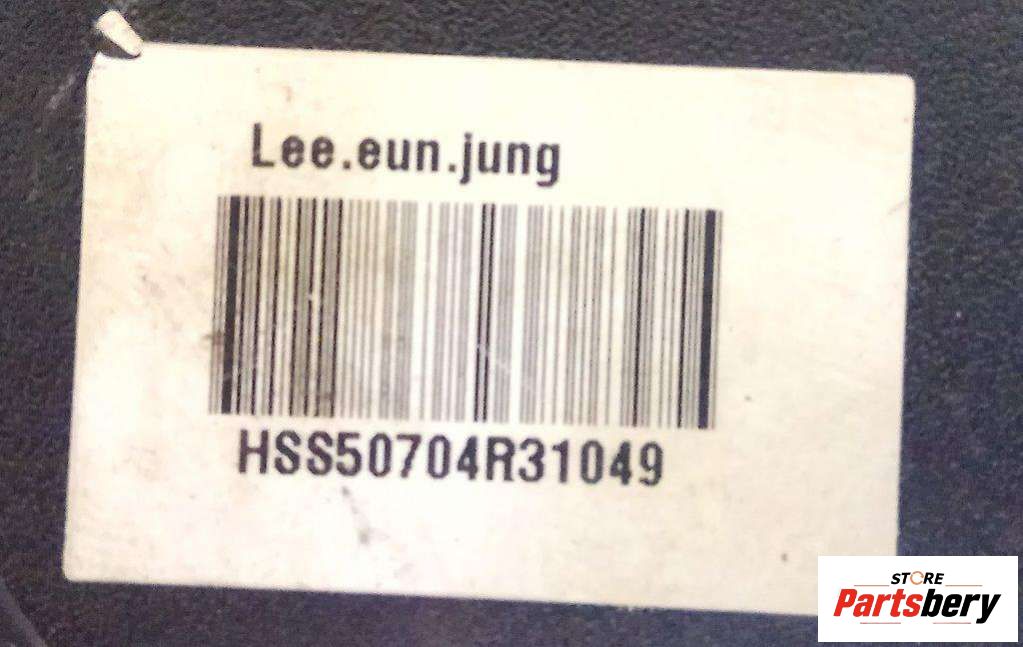 Lee.eun.jung
HSS50704R31049
STORE
Partsbery